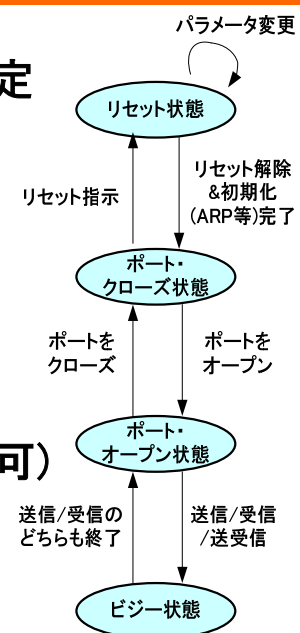 パラメータ変更
定
リセット状態
リセット指示
リセット解除
&初期化
(ARP等)完了
ポート・
クローズ状態
ポートを
クローズ
ポートを
オープン
ポート・
オープン状態
可)
送信/受信の
どちらも終了
送信/受信
/送受信
ビジー状態